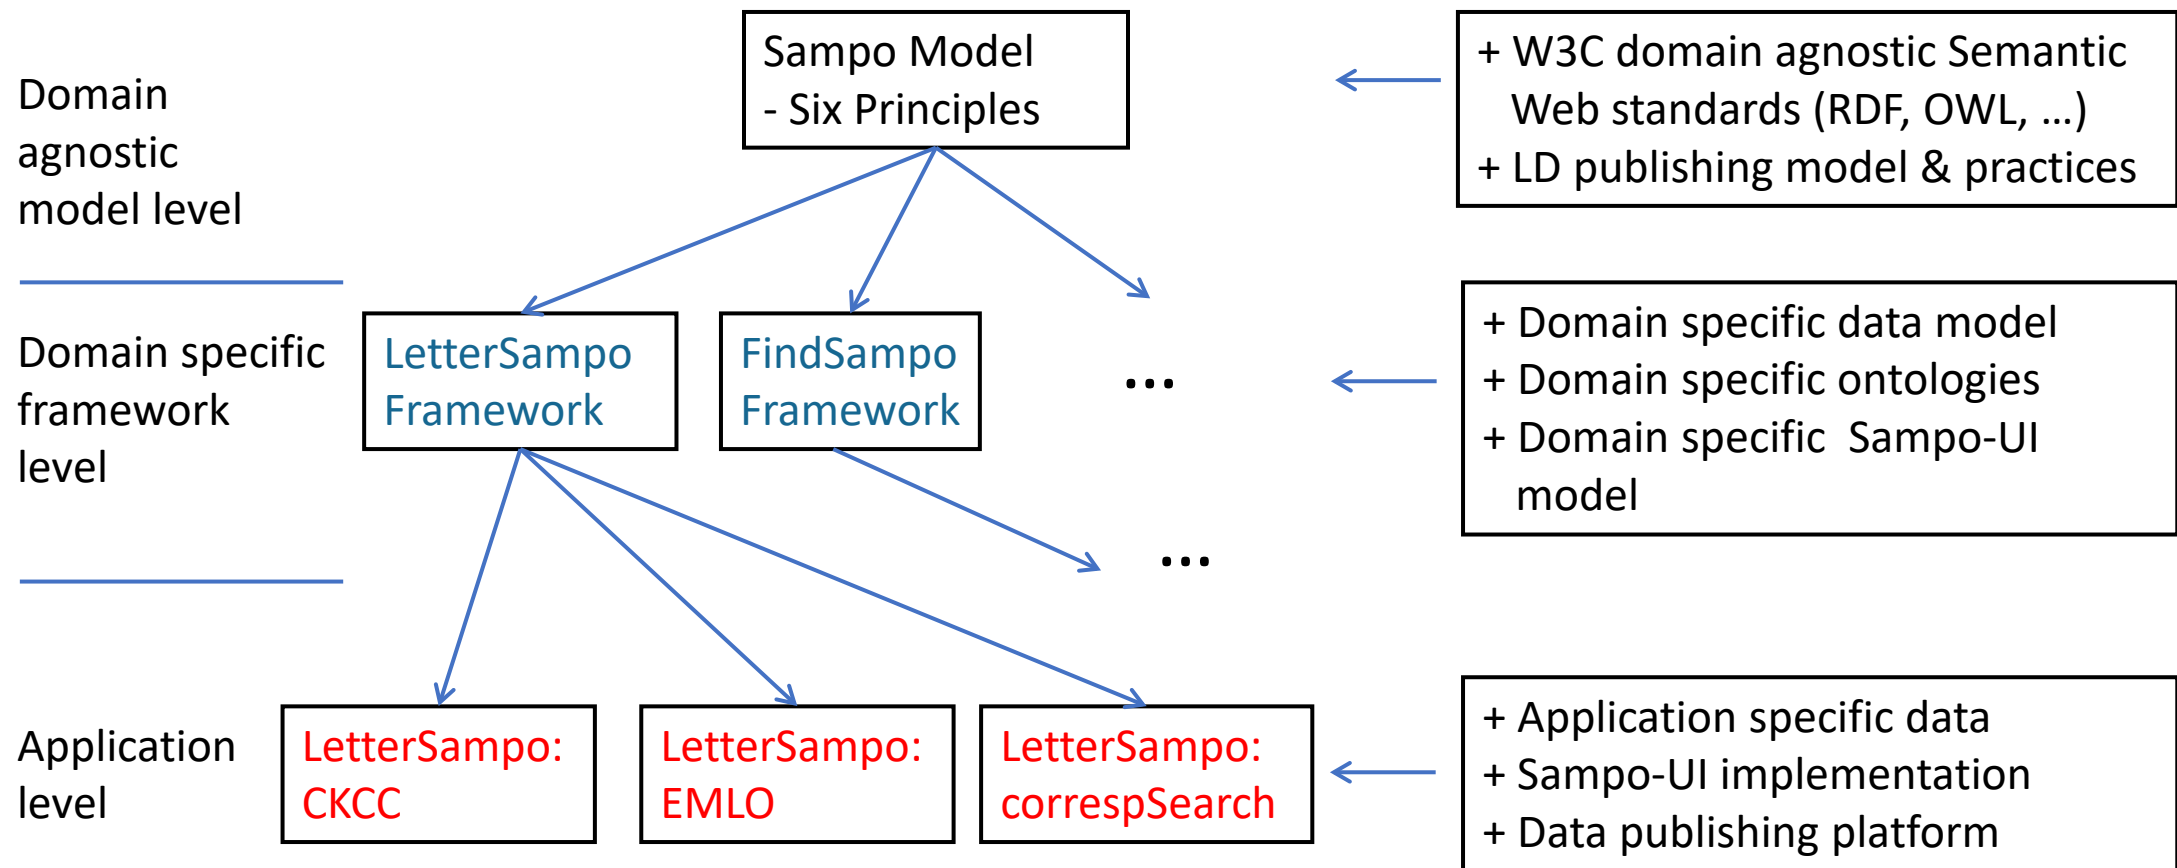 Domain
agnostic
model level
Sampo Model
- Six Principles
+ W3C domain agnostic Semantic
Web standards (RDF, OWL, …)
+ LD publishing model & practices
Domain specific
framework
level
LetterSampo
Framework
FindSampo
Framework
...
+ Domain specific data model
+ Domain specific ontologies
+ Domain specific  Sampo-UI
model
...
Application
level
LetterSampo:
CKCC
LetterSampo:
EMLO
LetterSampo:
correspSearch
+ Application specific data
+ Sampo-UI implementation
+ Data publishing platform